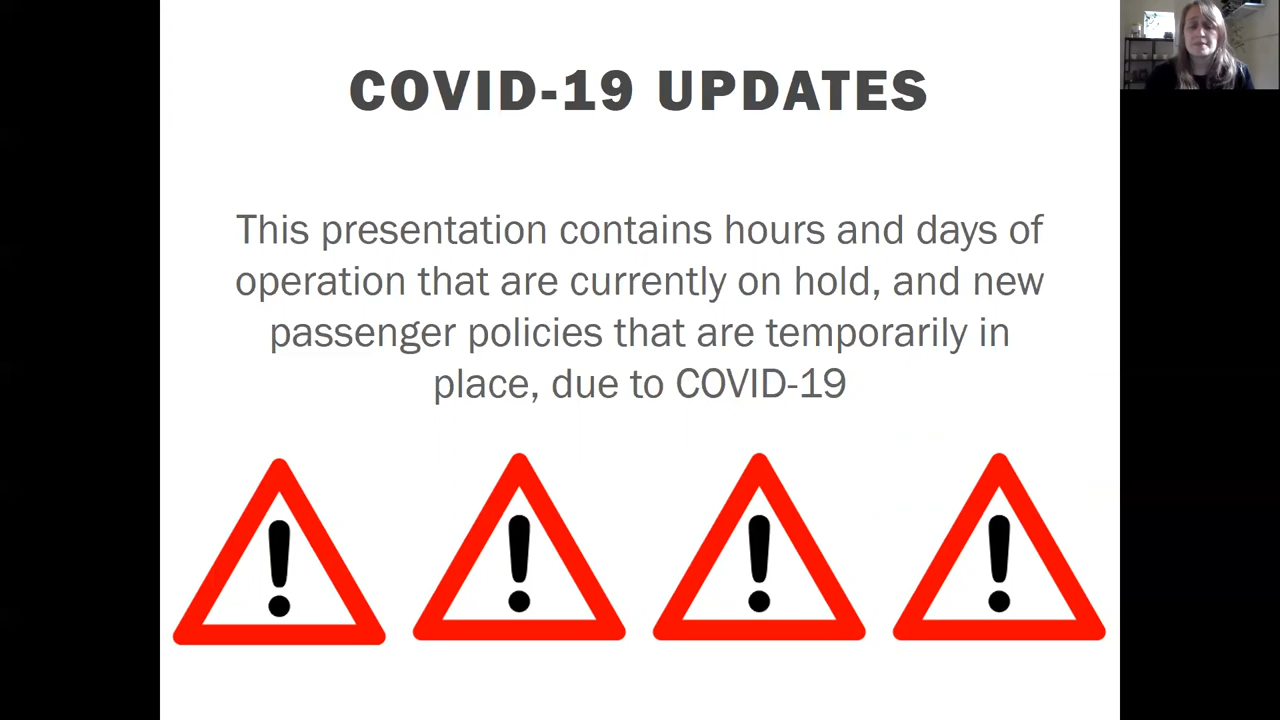 COVID-19 UPDATES
This presentation contains hours and days of
operation that are currently on hold, and new
passenger policies that are temporarily in
place, due to COVID-19